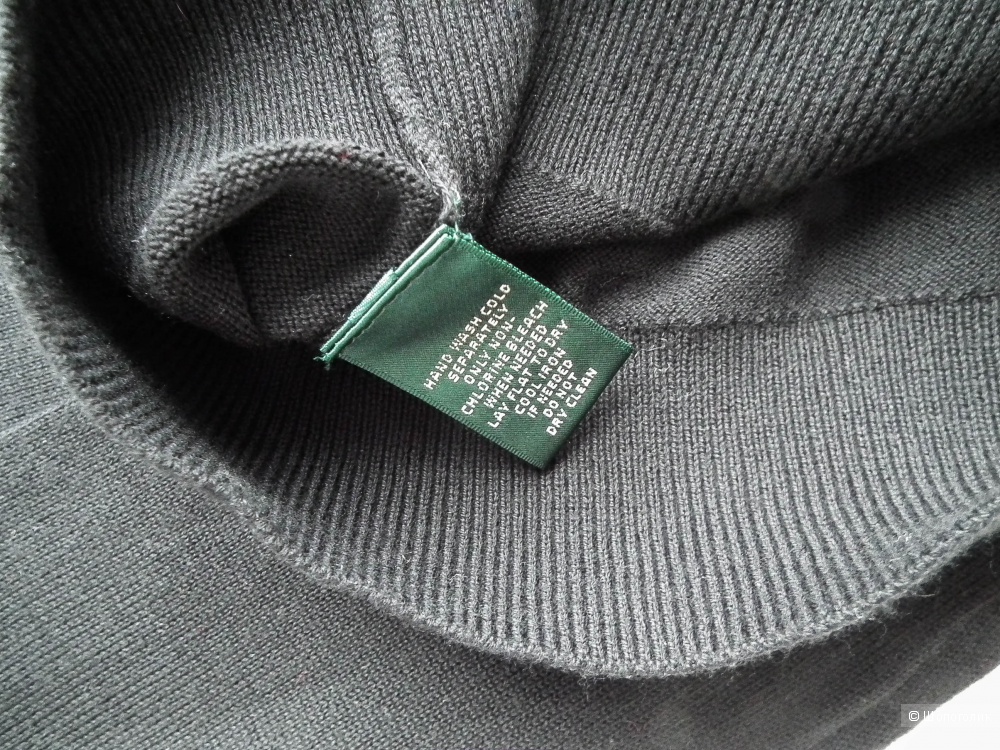 HAND WASH COLD
SEPARATELY
ONLY NON-
CHLORINE BLEACH
WHEN NEEDED
LAY FLAT TO DRY
COOL IRON
IF NEEDED
DO NOT
DRY CLEAN
©